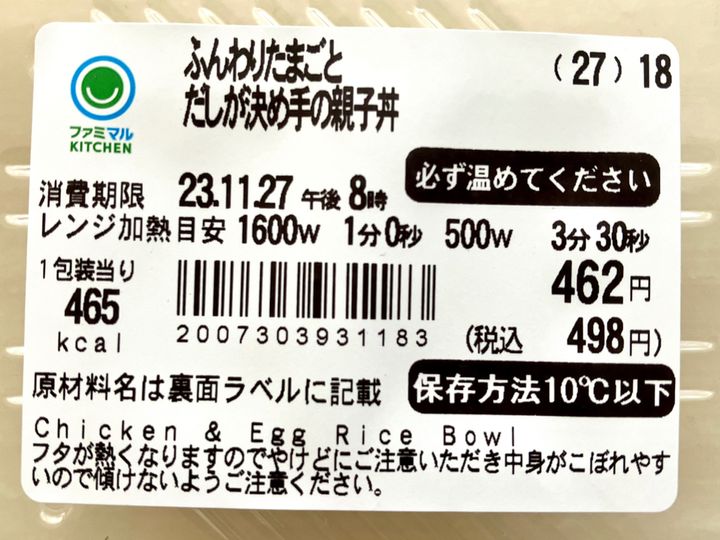 ふんわりたまごと
だしが決め手の親子丼
(27) 18
ファミマル
KITCHEN
必ず温めてください
消費期限 23.11.27 午後 8時
レンジ加熱目安 1600W 1分0秒 500W 3分30秒
1包装当り
465
kcal
2007303931183
462円
(税込 498円)
原材料名は裏面ラベルに記載
保存方法10℃以下
Chicken & Egg Rice Bowl
フタが熱くなりますのでやけどにご注意いただき中身がこぼれやす
いので傾けないようご注意ください。